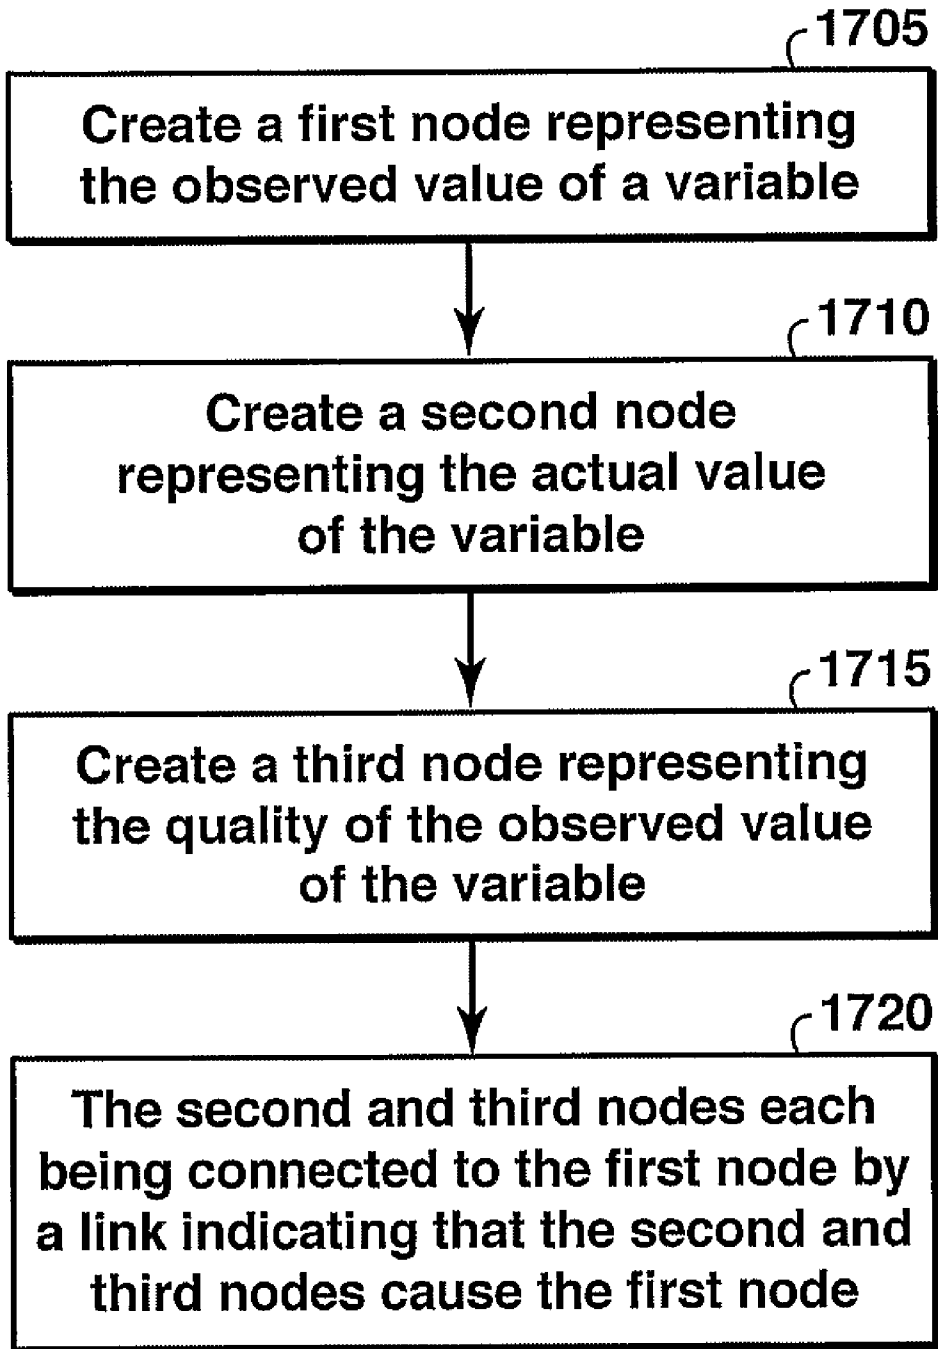 1705
Create a first node representing
the observed value of a variable
1710
Create a second node
representing the actual value
of the variable
1715
Create a third node representing
the quality of the observed value
of the variable
1720
The second and third nodes each
being connected to the first node by
a link indicating that the second and
third nodes cause the first node